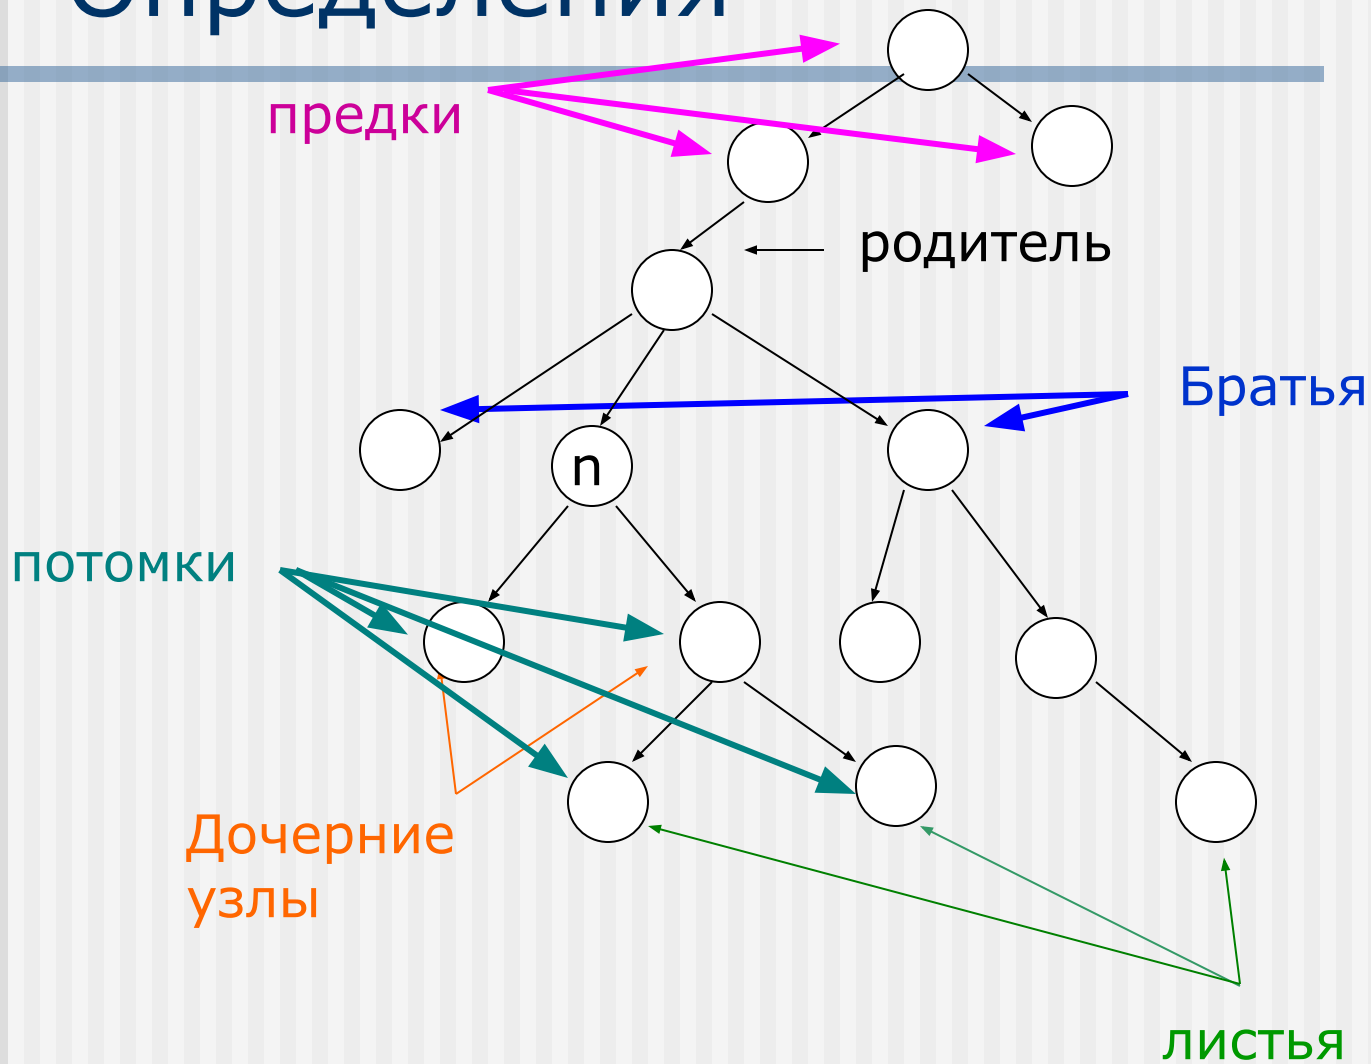 Определения
предки
родитель
Братья
n
потомки
Дочерние
узлы
листья